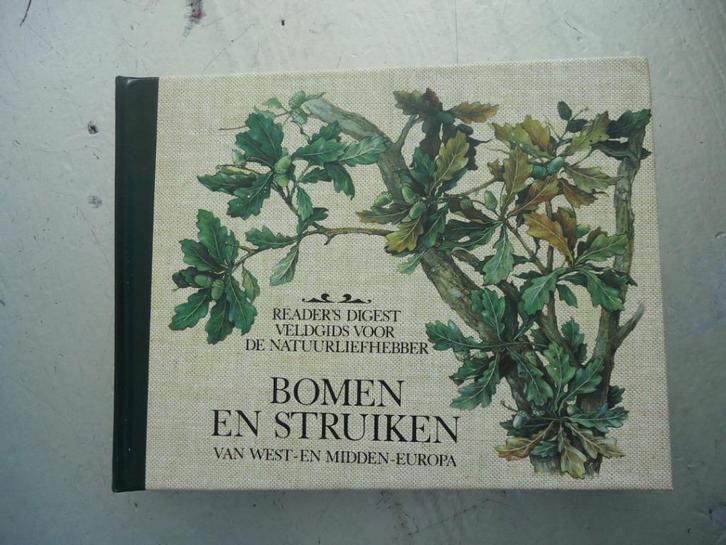 READER'S DIGEST
VELDGIDS VOOR
DE NATUURLIEFHEBBER
BOMEN
EN STRUIKEN
VAN WEST-EN MIDDEN-EUROPA